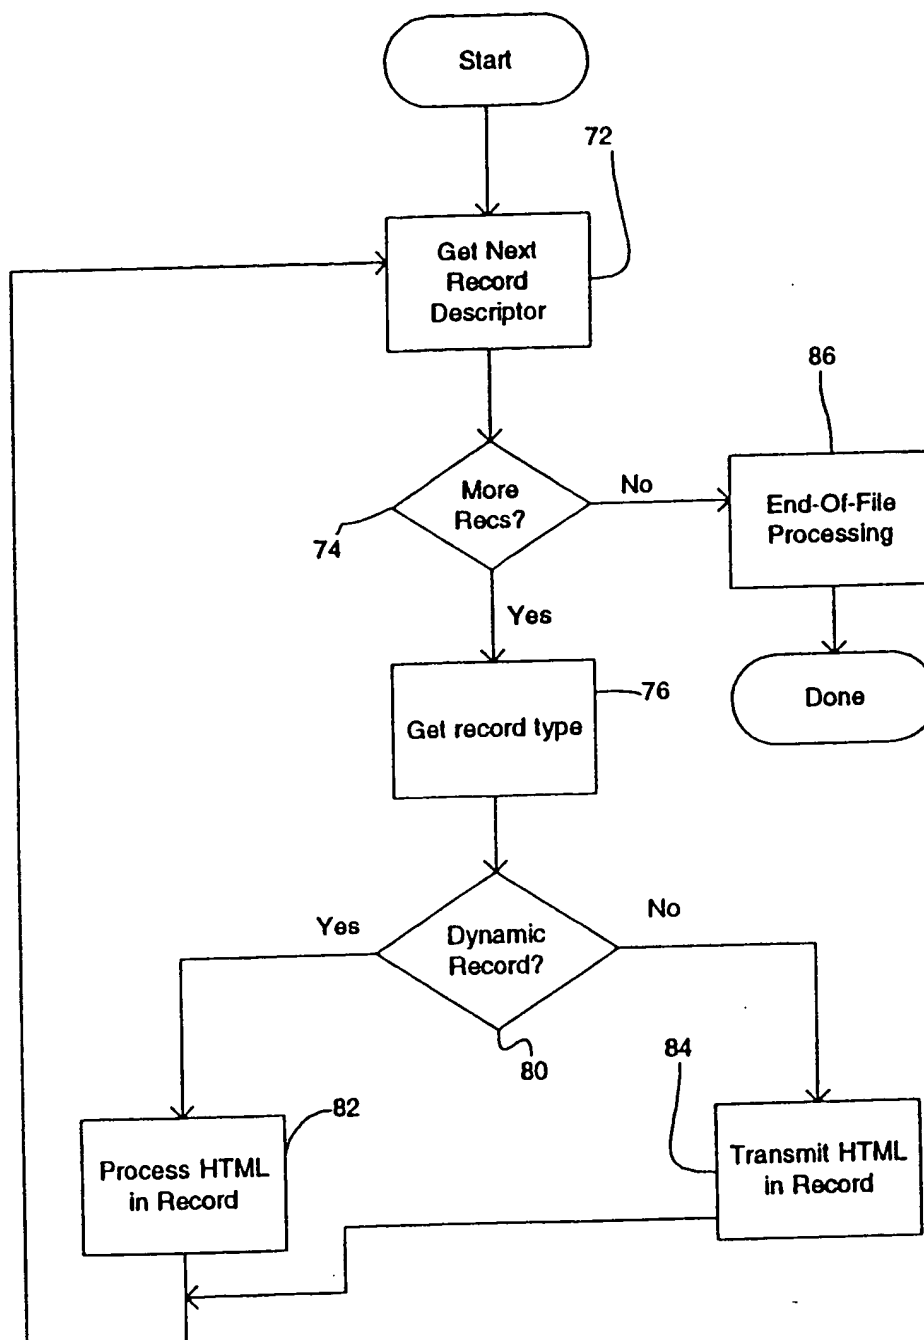 Start
72
Get Next
Record
Descriptor
86
More
Recs?
No
End-Of-File
Processing
74
Yes
76
Get record type
Done
Yes
No
Dynamic
Record?
80
84
82
Process HTML
in Record
Transmit HTML
in Record